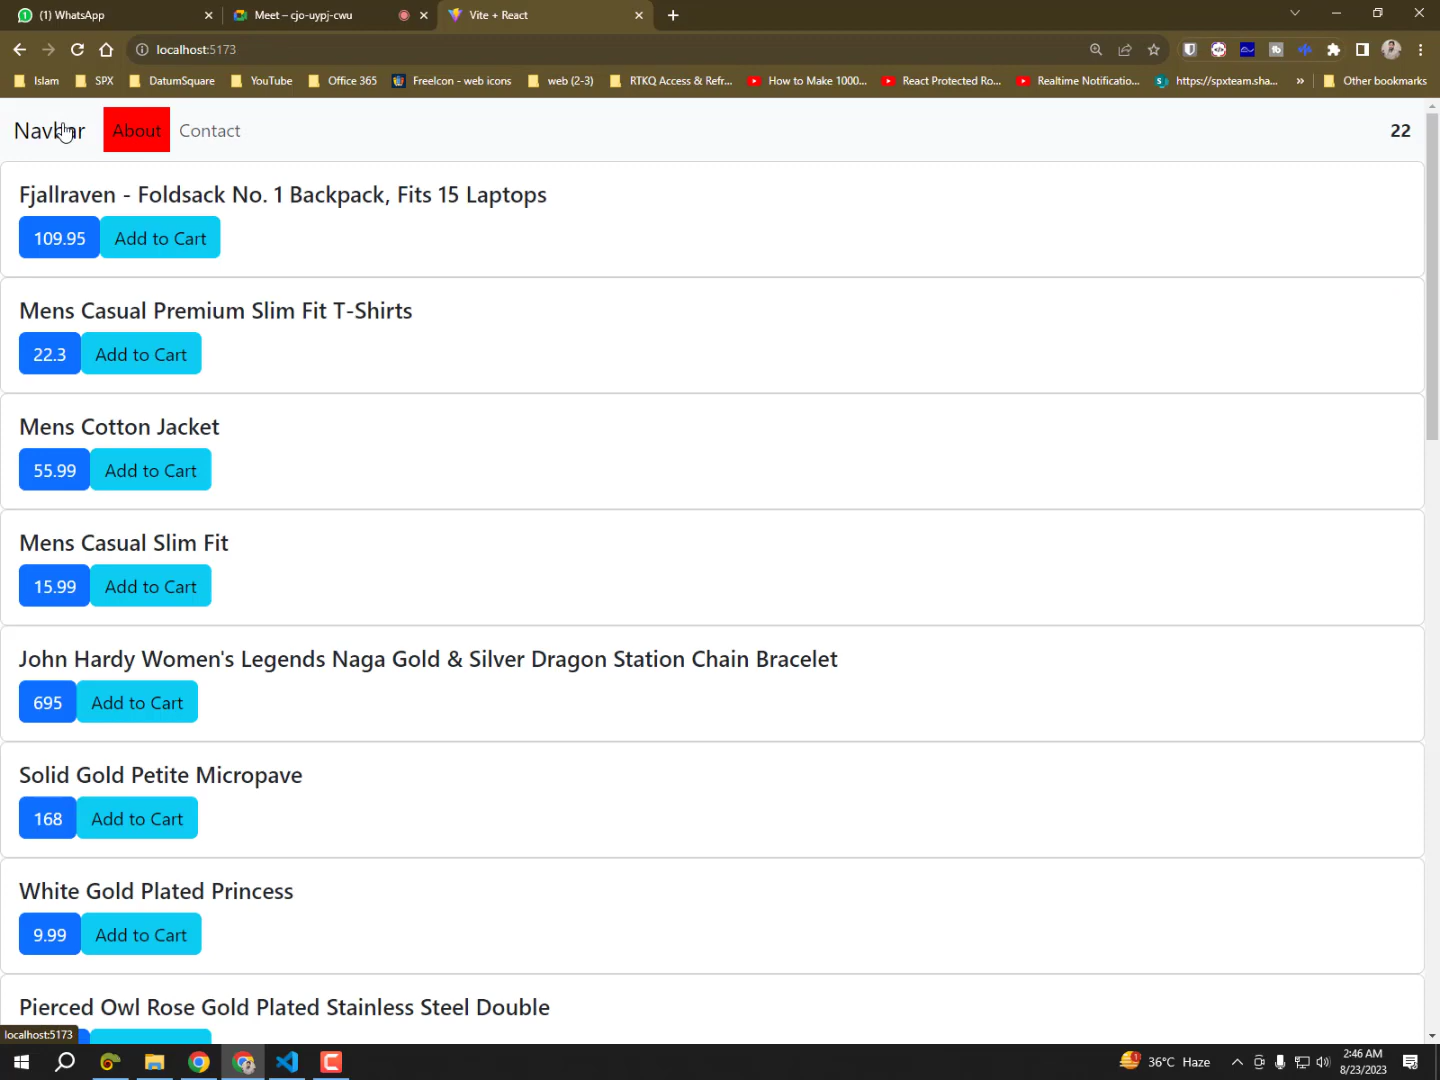 (1) WhatsApp
Meet – cjo-uypj-cwu
Vite + React
localhost:5173
Islam
SPX
DatumSquare
YouTube
Office 365
FreeIcon - web icons
web (2-3)
RTKQ Access & Refr...
How to Make 1000...
React Protected Ro...
Realtime Notificatio...
https://spxteam.sha...
»
Other bookmarks
Navbar
About
Contact
22
Fjallraven - Foldsack No. 1 Backpack, Fits 15 Laptops
109.95
Add to Cart
Mens Casual Premium Slim Fit T-Shirts
22.3
Add to Cart
Mens Cotton Jacket
55.99
Add to Cart
Mens Casual Slim Fit
15.99
Add to Cart
John Hardy Women's Legends Naga Gold & Silver Dragon Station Chain Bracelet
695
Add to Cart
Solid Gold Petite Micropave
168
Add to Cart
White Gold Plated Princess
9.99
Add to Cart
Pierced Owl Rose Gold Plated Stainless Steel Double
localhost:5173
36°C Haze
2:46 AM
8/23/2023